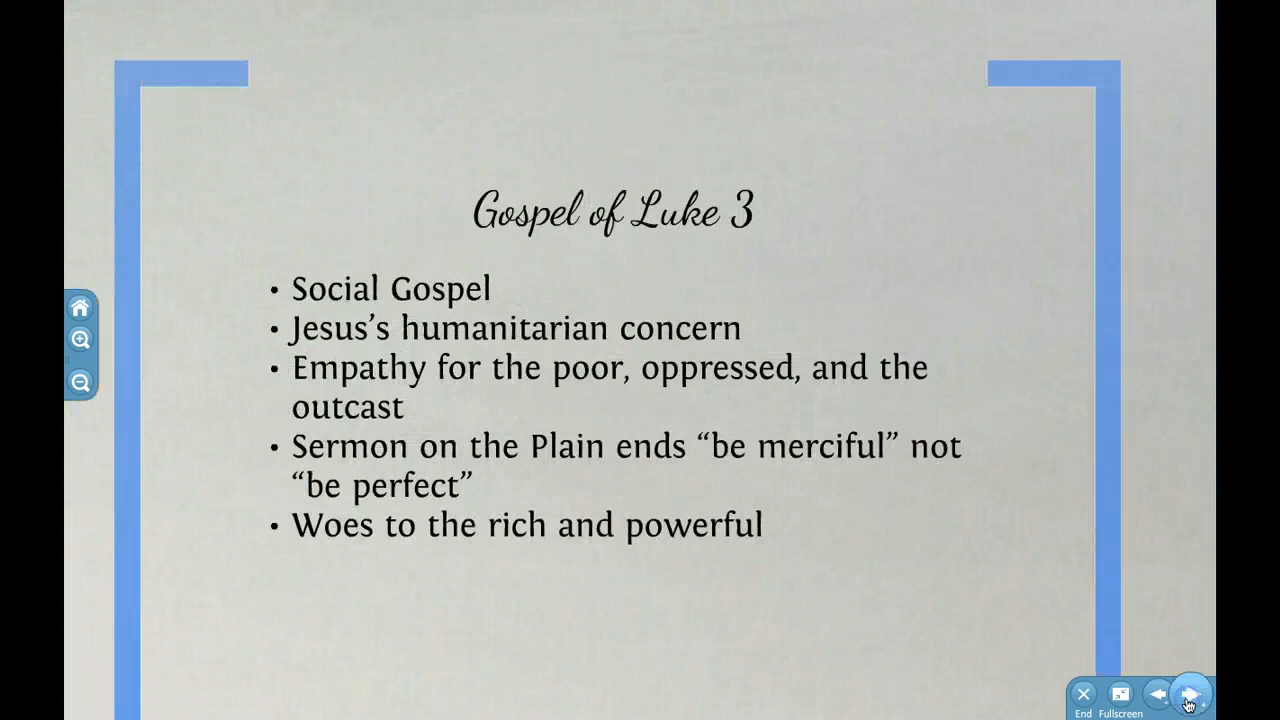 Gospel of Luke 3
• Social Gospel
• Jesus’s humanitarian concern
• Empathy for the poor, oppressed, and the
outcast
• Sermon on the Plain ends “be merciful” not
“be perfect”
• Woes to the rich and powerful
End Fullscreen